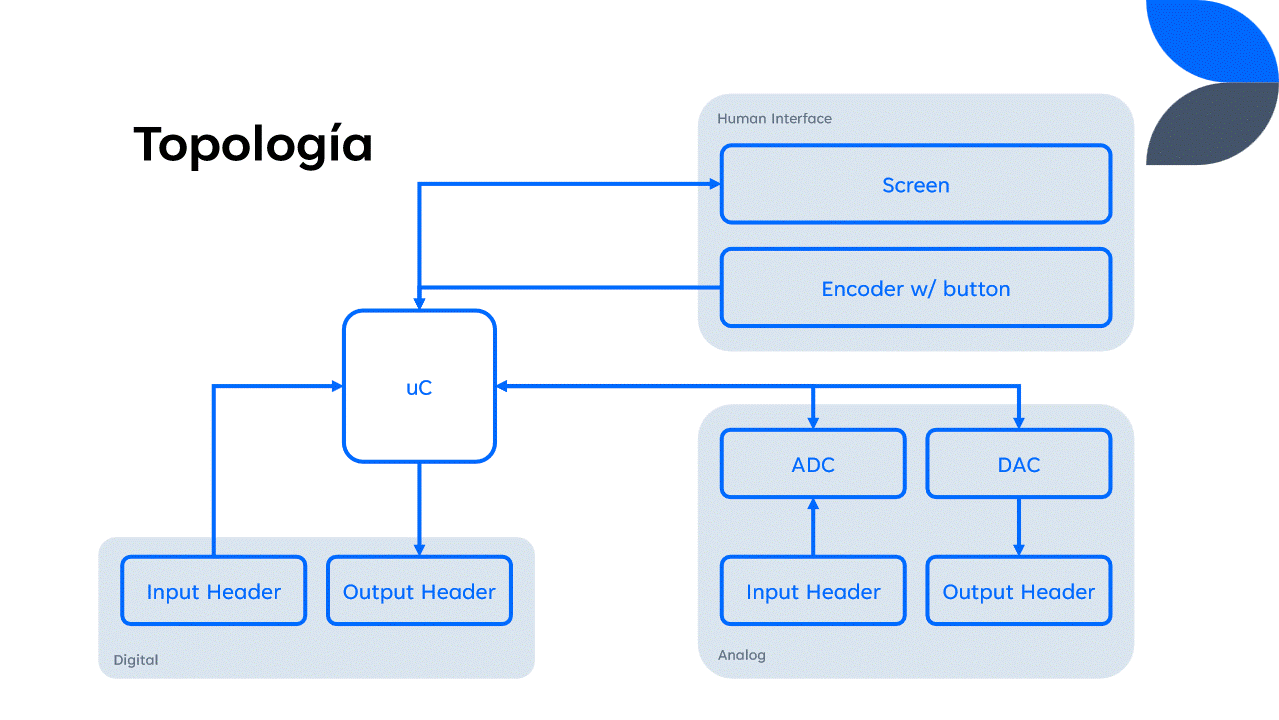 Topología
Human Interface
Screen
Encoder w/ button
uC
ADC
DAC
Input Header
Output Header
Digital
Input Header
Output Header
Analog